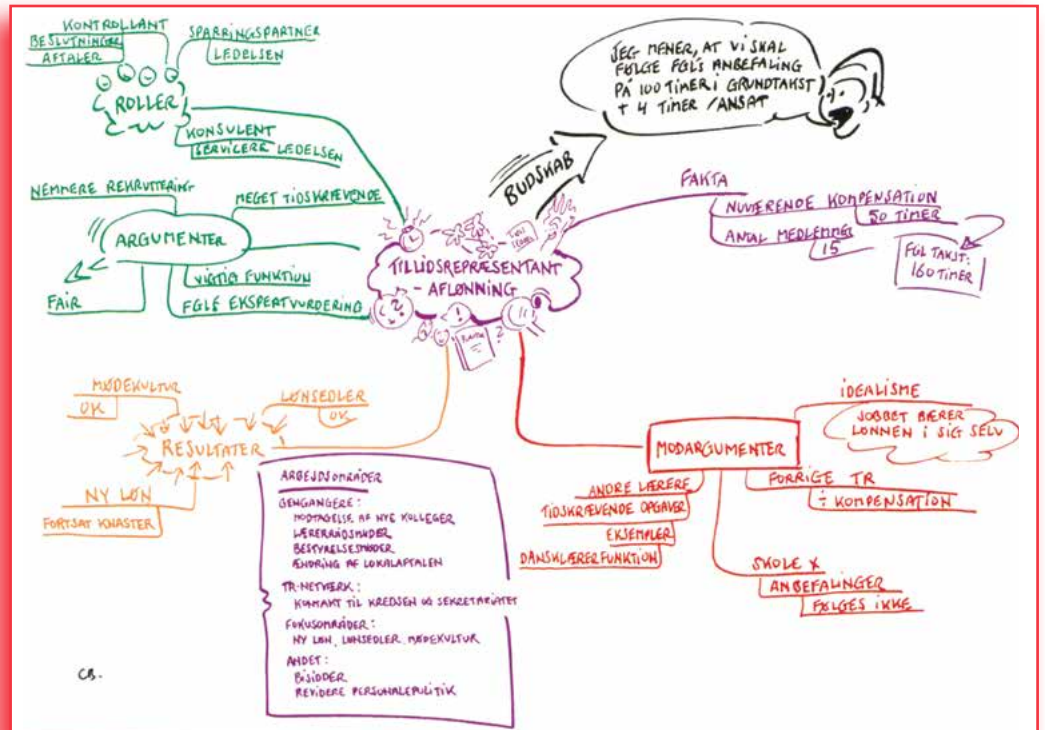 KONTROLLANT
BESLUTNINGER
AFTALER
SPARRINGSPARTNER
LEDELSEN
ROLLER
KONSULENT
SERVICERE LEDELSEN
JEG MENER, AT VI SKAL
FØLGE FGL'S ANBEFALING
PÅ 100 TIMER I GRUNDTAKST
+ 4 TIMER /ANSAT
BUDSKAB
NEMMERE REKRUTTERING
MEGET TIDSKRÆVENDE
ARGUMENTER
FAIR
VIGTIG FUNKTION
FGL'S EKSPERTVURDERING
TILLIDSREPRÆSENTANT
- AFLØNNING
FAKTA
NUVÆRENDE KOMPENSATION
50 TIMER
ANTAL MEDLEMMER
15
FGL TAKST:
160 TIMER
MØDEKULTUR
OK
LØNSEDLER
OK
RESULTATER
NY LØN
FORTSAT KNASTER
ARBEJDSOMRÅDER
GENGANGERE:
MODTAGELSE AF NYE KOLLEGER
LÆRERRÅDSMØDER
BESTYRELSESMØDER
ÆNDRING AF LOKALAFTALEN
TR-NETVÆRK:
KONTAKT TIL KREDSEN OG SEKRETARIATET
FOKUSOMRÅDER:
NY LØN, LØNSEDLER, MØDEKULTUR
ANDET:
BISIDDER
REVIDERE PERSONALEPOLITIK
MODARGUMENTER
IDEALISME
JOBBET BÆRER
LØNNEN I SIG SELV
FORRIGE TR
÷ KOMPENSATION
ANDRE LÆRERE
TIDSKRÆVENDE OPGAVER
EKSEMPLER
DANSKLÆRERFUNKTION
SKOLE X
ANBEFALINGER
FØLGES IKKE
CB.